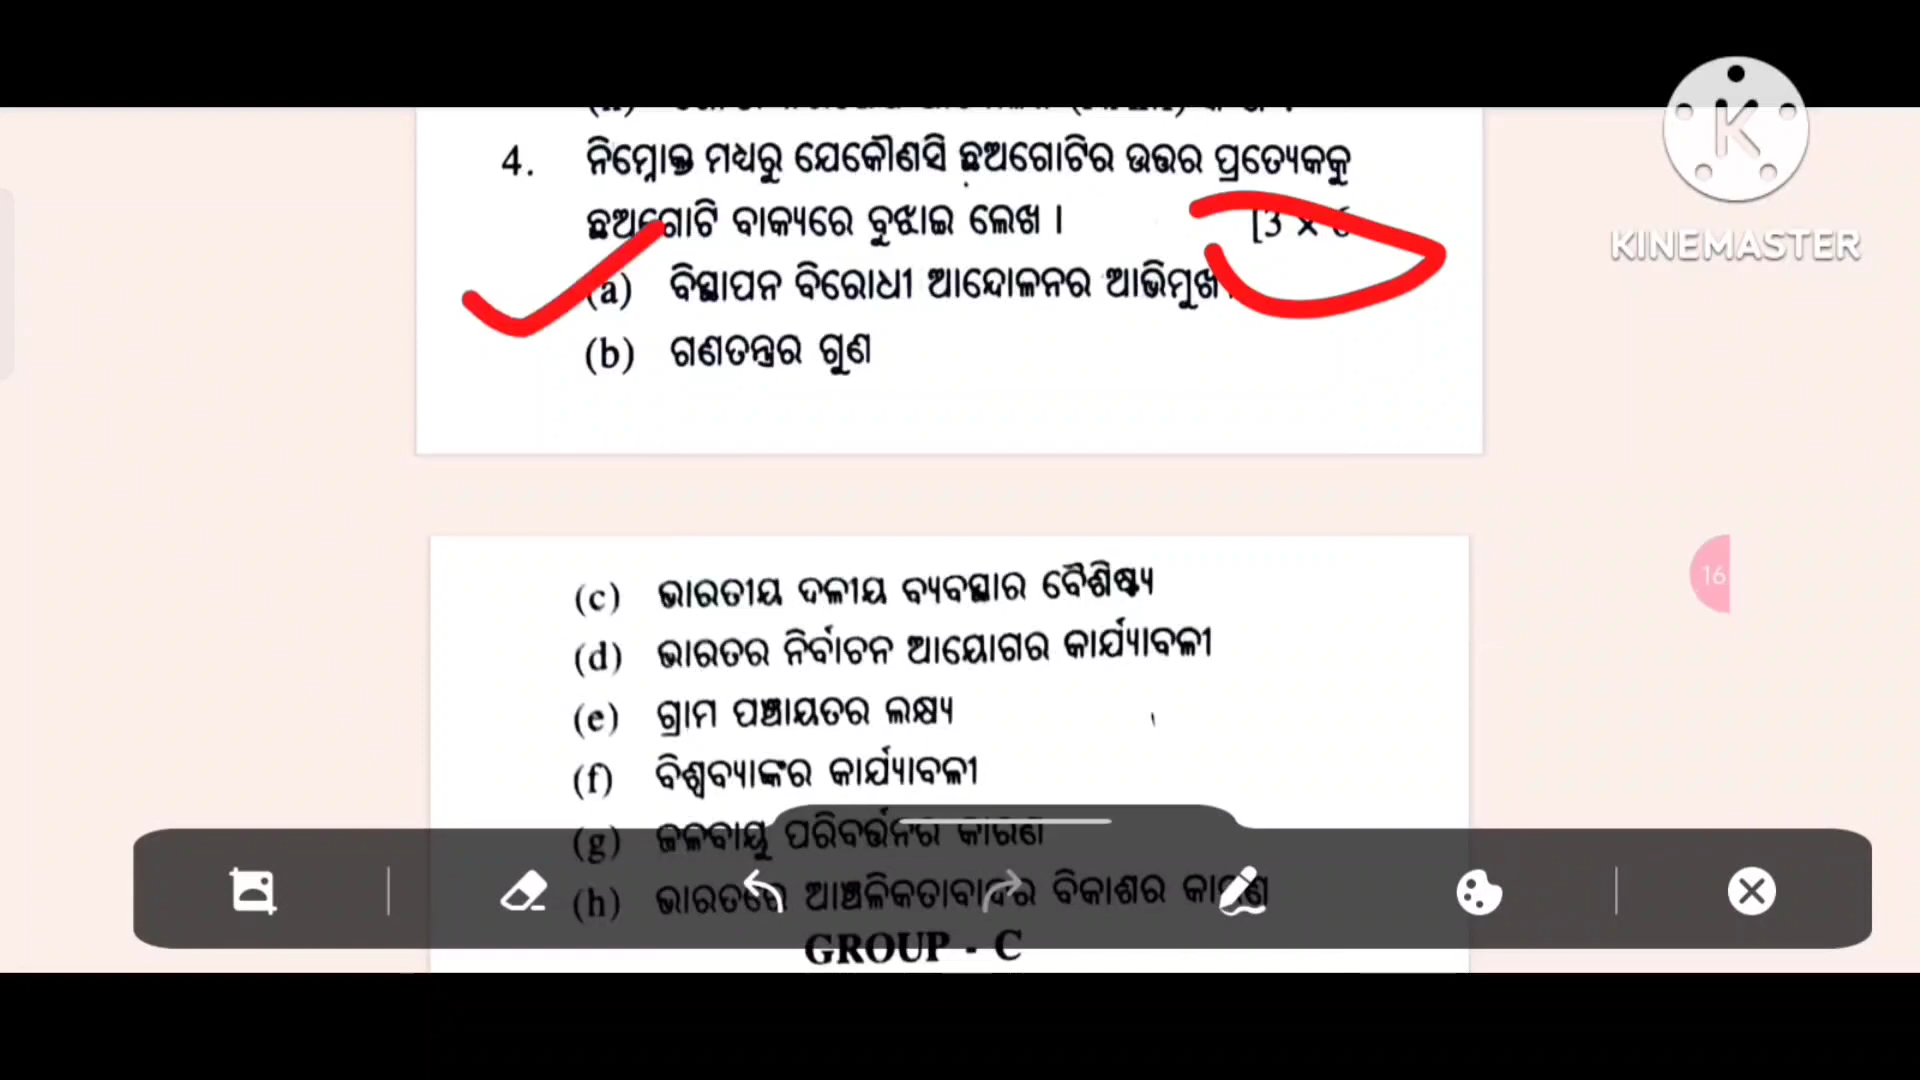 4. ନିମ୍ନୋକ୍ତ ମଧ୍ୟରୁ ଯେକୌଣସି ଛଅଗୋଟିର ଉତ୍ତର ପ୍ରତ୍ୟେକକୁ
ଛଅଗୋଟି ବାକ୍ୟରେ ବୁଝାଇ ଲେଖ । [3 ×
(a) ବିସ୍ଥାପନ ବିରୋଧୀ ଆନ୍ଦୋଳନର ଆଭିମୁଖ୍ୟ
(b) ଗଣତନ୍ତ୍ରର ଗୁଣ
(c) ଭାରତୀୟ ଦଳୀୟ ବ୍ୟବସ୍ଥାର ବୈଶିଷ୍ଟ୍ୟ
(d) ଭାରତର ନିର୍ବାଚନ ଆୟୋଗର କାର୍ଯ୍ୟାବଳୀ
(e) ଗ୍ରାମ ପଞ୍ଚାୟତର ଲକ୍ଷ୍ୟ
(f) ବିଶ୍ୱବ୍ୟାଙ୍କର କାର୍ଯ୍ୟାବଳୀ
(g) ଜଳବାୟୁ ପରିବର୍ତ୍ତନର କାରଣ
(h) ଭାରତରେ ଆଞ୍ଚଳିକତାବାଦର ବିକାଶର କାରଣ
GROUP - C
K
KINEMASTER
16